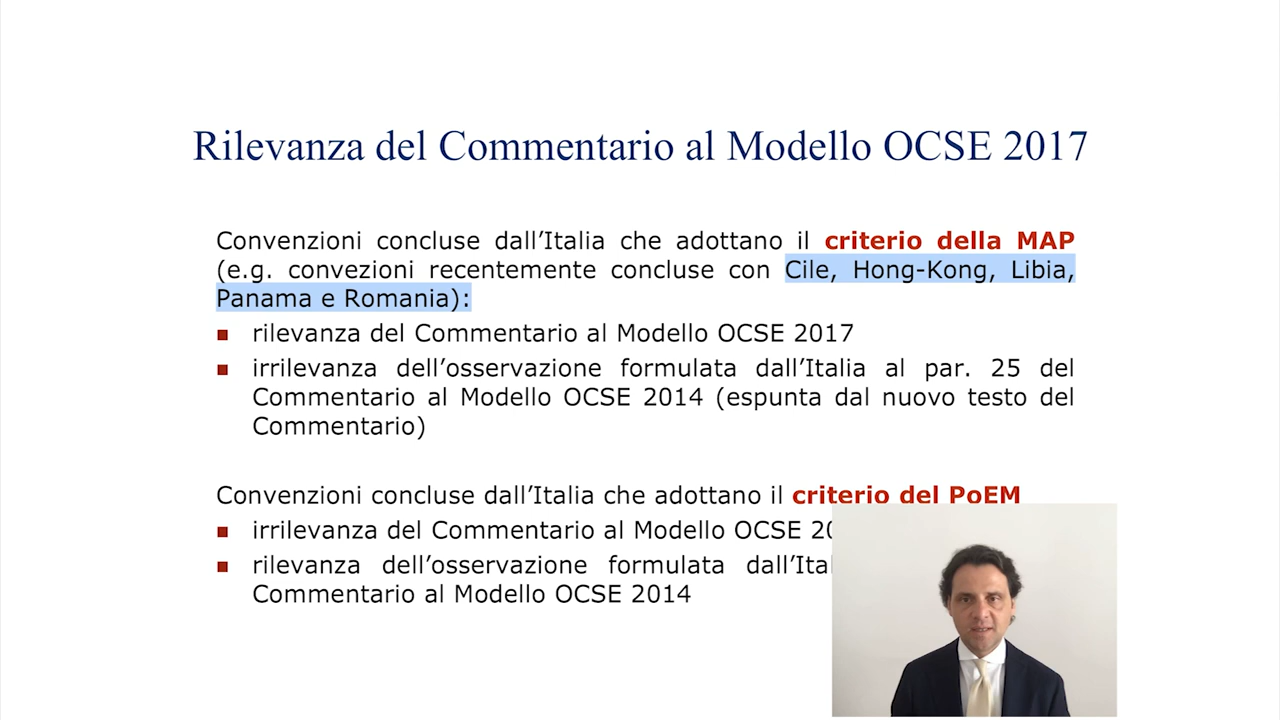 Rilevanza del Commentario al Modello OCSE 2017
Convenzioni concluse dall’Italia che adottano il criterio della MAP
(e.g. convezioni recentemente concluse con Cile, Hong-Kong, Libia,
Panama e Romania):
rilevanza del Commentario al Modello OCSE 2017
irrilevanza dell’osservazione formulata dall’Italia al par. 25 del
Commentario al Modello OCSE 2014 (espunta dal nuovo testo del
Commentario)
Convenzioni concluse dall’Italia che adottano il criterio del PoEM
irrilevanza del Commentario al Modello OCSE
rilevanza dell’osservazione formulata
Commentario al Modello OCSE 2014